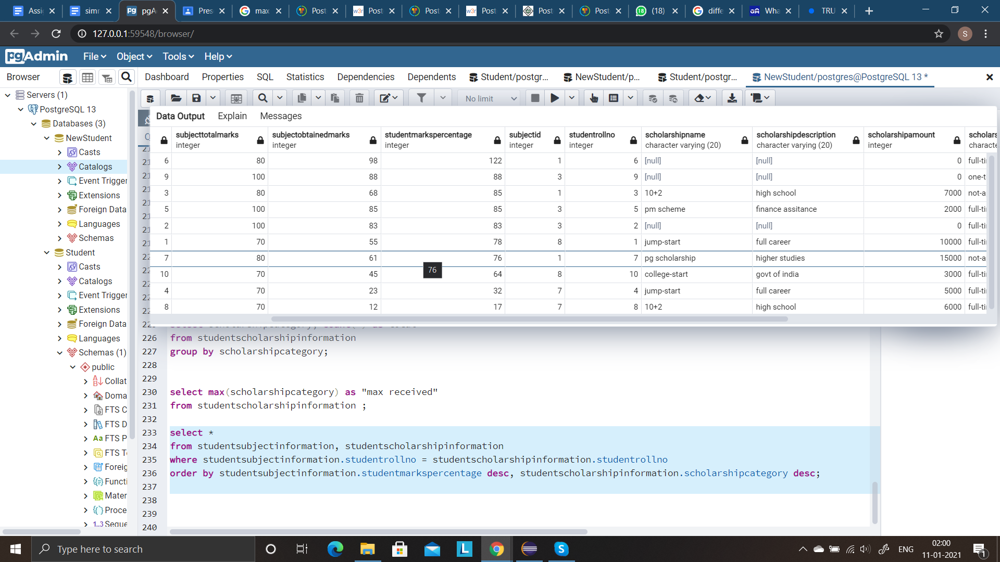 Assi
simr
pgA
Pres
max
Post
Post
Post
Post
Post
Post
(18)
diffe
Wha
TRU
127.0.0.1:59548/browser/
S
pgAdmin
File
Object
Tools
Help
Browser
Dashboard
Properties
SQL
Statistics
Dependencies
Dependents
Student/postgr...
NewStudent/p...
Student/postgr...
NewStudent/postgres@PostgreSQL 13 *
No limit
Servers (1)
PostgreSQL 13
Databases (3)
NewStudent
Casts
Catalogs
Event Trigger
Extensions
Foreign Data
Languages
Schemas
Student
Casts
Catalogs
Event Trigger
Extensions
Foreign Data
Languages
Schemas (1)
public
Collat
Doma
FTS C
FTS D
FTS P
FTS T
Foreig
Functi
Mater
Proce
1..3 Seque
Data Output
Explain
Messages
subjecttotalmarks integer
subjectobtainedmarks integer
studentmarkspercentage integer
subjectid integer
studentrollno integer
scholarshipname character varying (20)
scholarshipdescription character varying (20)
scholarshipamount integer
scholars characte
6 80 98 122 1 6 [null] [null] 0 full-ti
9 100 88 88 3 9 [null] [null] 0 one-t
3 80 68 85 1 3 10+2 high school 7000 not-a
5 100 85 85 3 5 pm scheme finance assitance 2000 full-ti
2 100 83 83 3 2 [null] [null] 0 full-ti
1 70 55 78 8 1 jump-start full career 10000 full-ti
7 80 61 76 1 7 pg scholarship higher studies 15000 not-a
76
10 70 45 64 8 10 college-start govt of india 3000 full-ti
4 70 23 32 7 4 jump-start full career 5000 full-ti
8 70 12 17 7 8 10+2 high school 6000 full-ti
226 from studentscholarshipinformation
227 group by scholarshipcategory;
228
229
230 select max(scholarshipcategory) as "max received"
231 from studentscholarshipinformation ;
232
233 select *
234 from studentsubjectinformation, studentscholarshipinformation
235 where studentsubjectinformation.studentrollno = studentscholarshipinformation.studentrollno
236 order by studentsubjectinformation.studentmarkspercentage desc, studentscholarshipinformation.scholarshipcategory desc;
237
238
239
240
Type here to search
ENG
02:00
11-01-2021
1